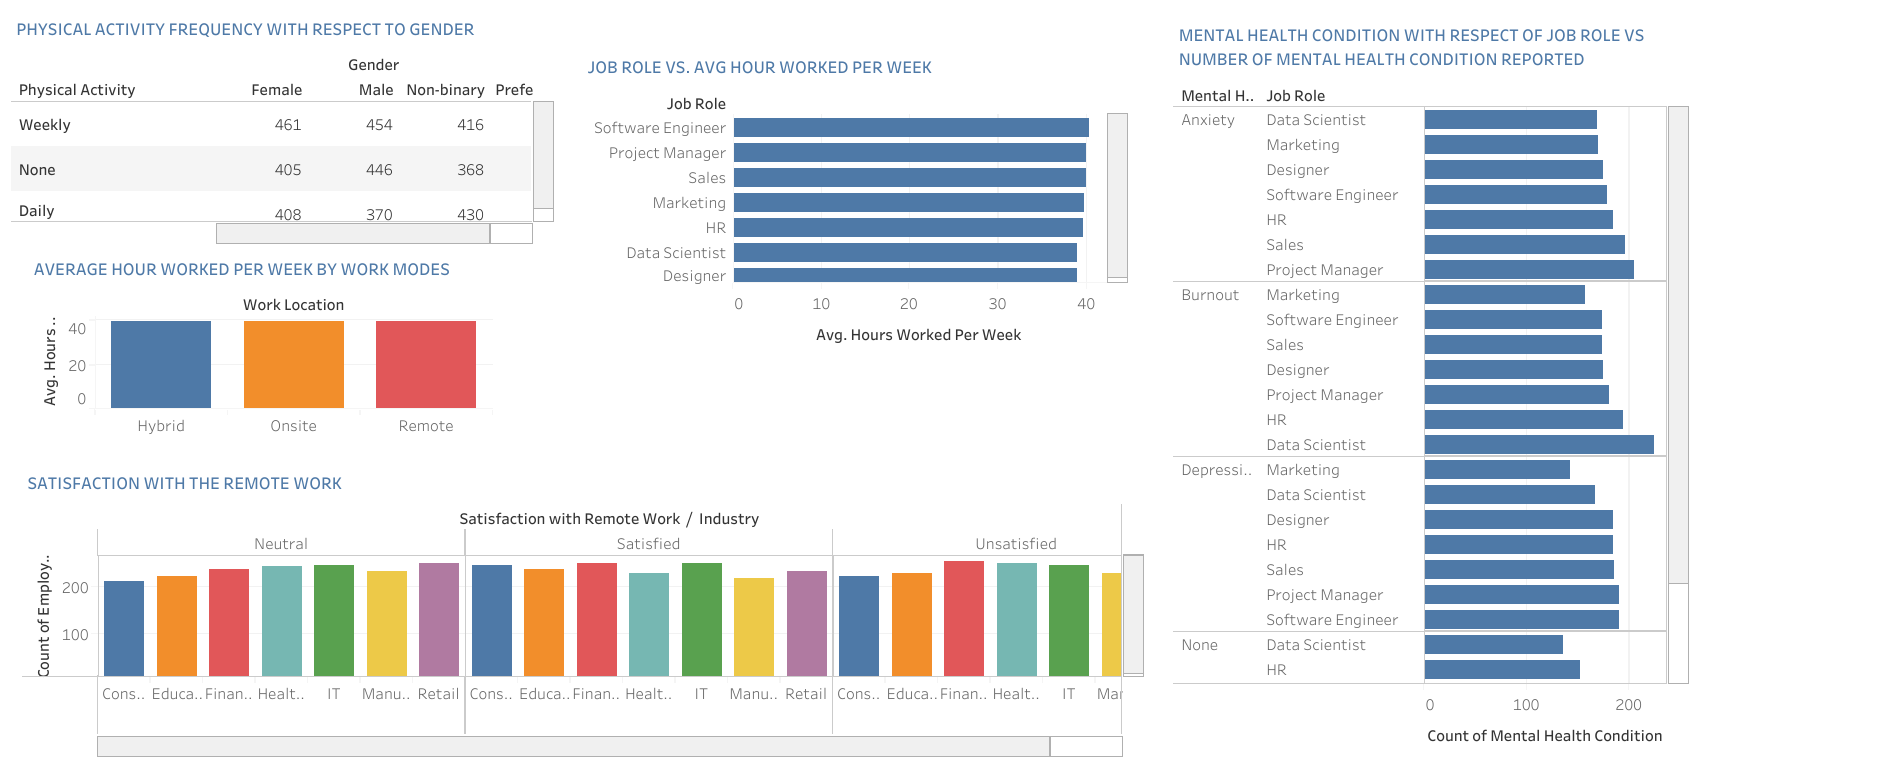 PHYSICAL ACTIVITY FREQUENCY WITH RESPECT TO GENDER
Gender
Physical Activity Female Male Non-binary Prefe
Weekly 461 454 416
None 405 446 368
Daily 408 370 430
AVERAGE HOUR WORKED PER WEEK BY WORK MODES
Work Location
Avg. Hours ..
40
20
0
Hybrid Onsite Remote
JOB ROLE VS. AVG HOUR WORKED PER WEEK
Job Role
Software Engineer
Project Manager
Sales
Marketing
HR
Data Scientist
Designer
0 10 20 30 40
Avg. Hours Worked Per Week
SATISFACTION WITH THE REMOTE WORK
Satisfaction with Remote Work / Industry
Neutral Satisfied Unsatisfied
Count of Employ..
200
100
Cons.. Educa.. Finan.. Healt.. IT Manu.. Retail Cons.. Educa.. Finan.. Healt.. IT Manu.. Retail Cons.. Educa.. Finan.. Healt.. IT Mar
MENTAL HEALTH CONDITION WITH RESPECT OF JOB ROLE VS
NUMBER OF MENTAL HEALTH CONDITION REPORTED
Mental H.. Job Role
Anxiety Data Scientist
Marketing
Designer
Software Engineer
HR
Sales
Project Manager
Burnout Marketing
Software Engineer
Sales
Designer
Project Manager
HR
Data Scientist
Depressi.. Marketing
Data Scientist
Designer
HR
Sales
Project Manager
Software Engineer
None Data Scientist
HR
0 100 200
Count of Mental Health Condition